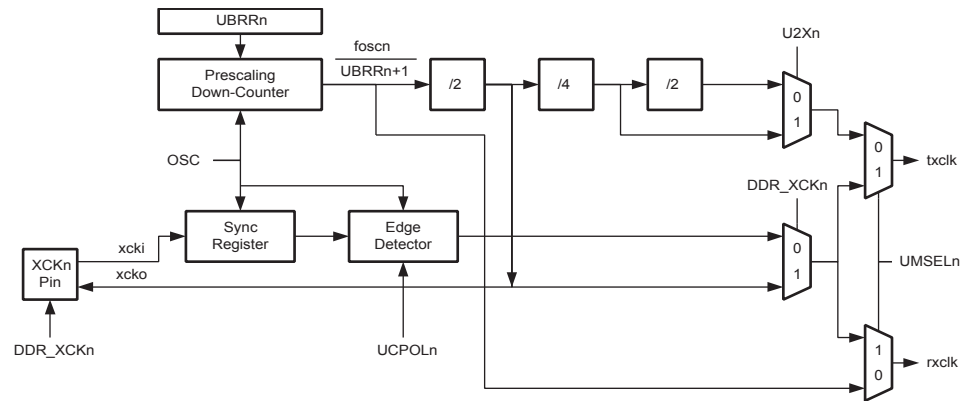 UBRRn
foscn
UBRRn+1
U2Xn
Prescaling
Down-Counter
/2
/4
/2
0
1
OSC
0
1
txclk
DDR_XCKn
Sync
Register
Edge
Detector
xcki
XCKn
Pin
xcko
0
1
UMSELn
DDR_XCKn
UCPOLn
1
0
rxclk